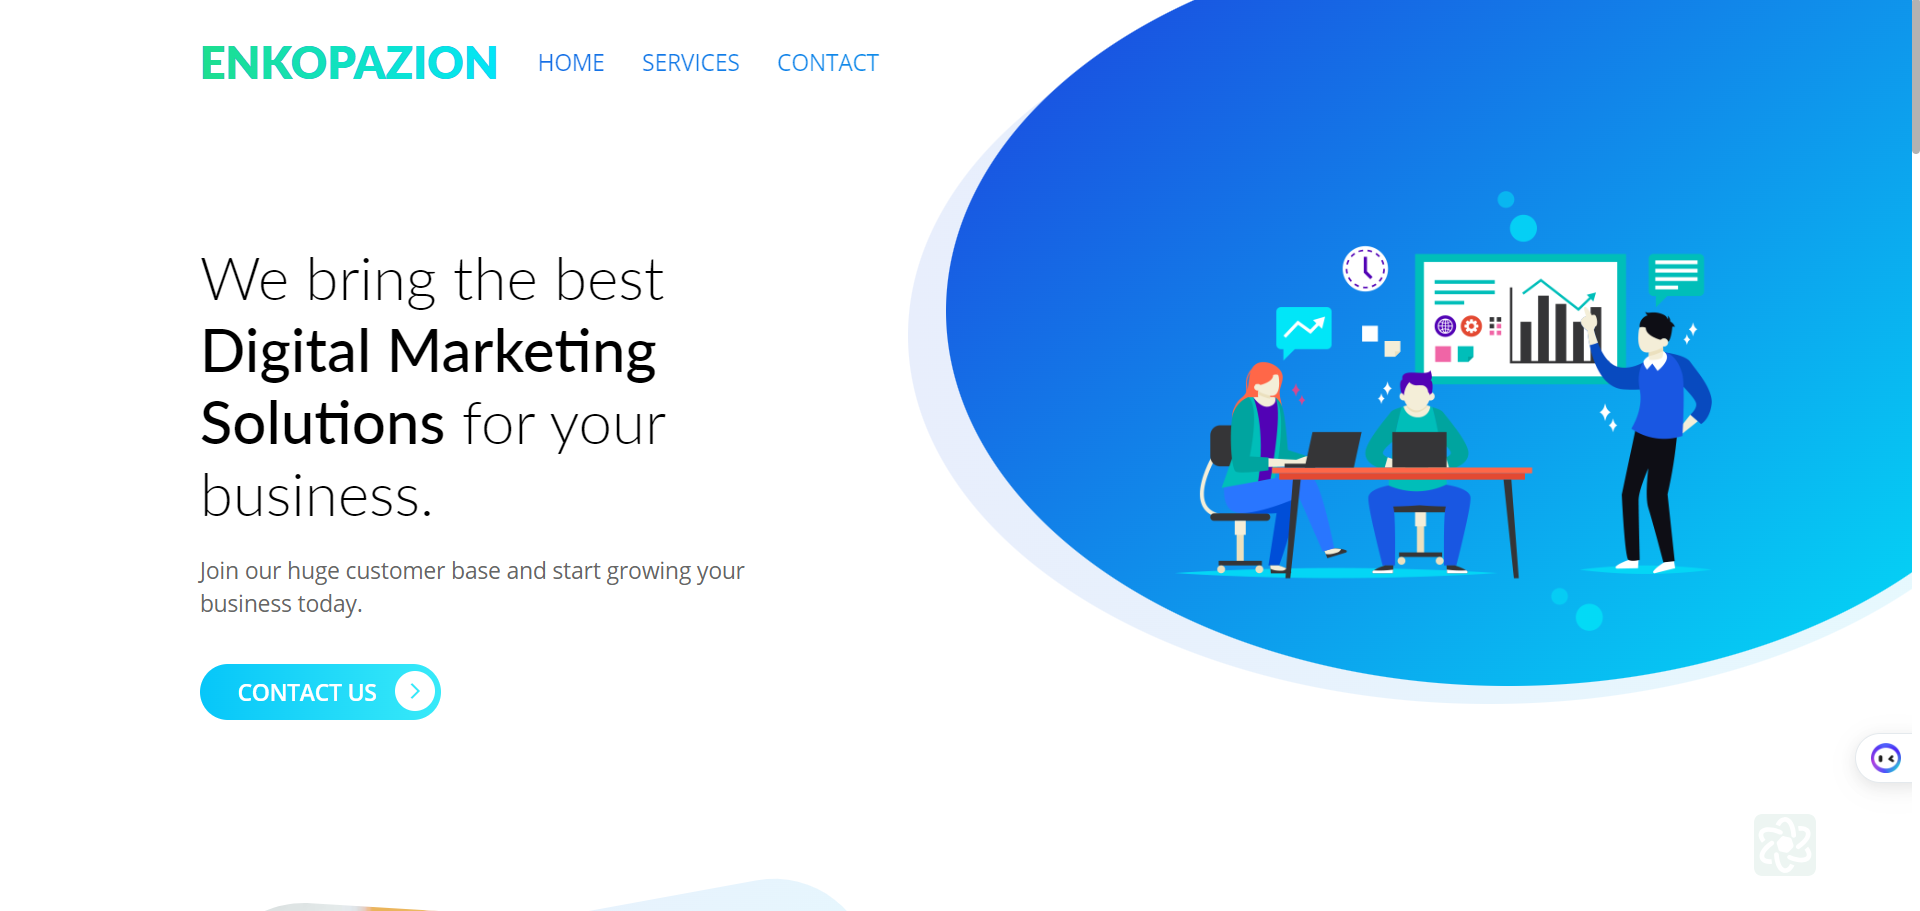 ENKOPAZION
HOME
SERVICES
CONTACT
We bring the best
Digital Marketing
Solutions for your
business.
Join our huge customer base and start growing your
business today.
CONTACT US